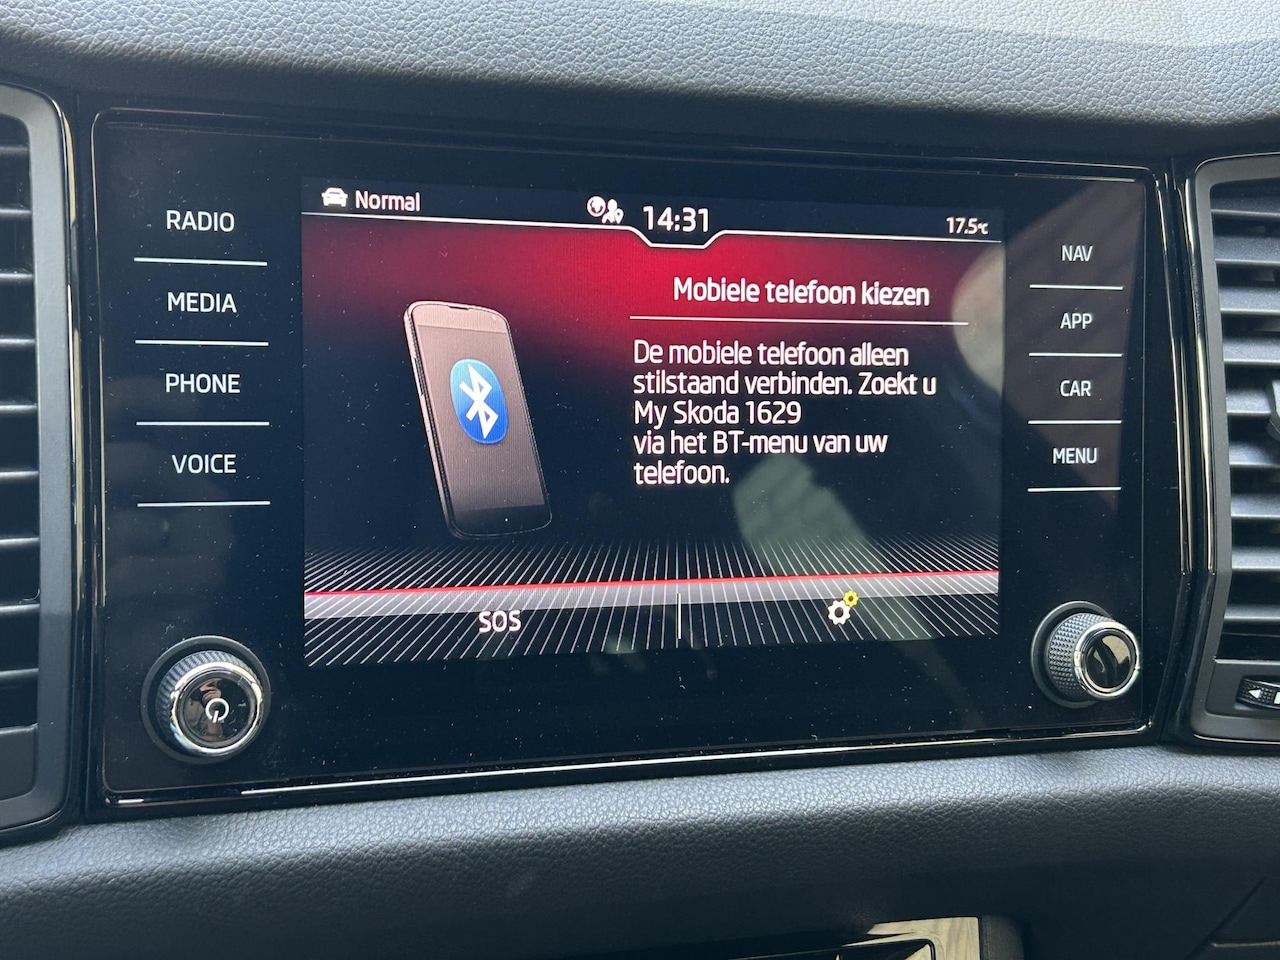 Normal
14:31
17.5°C
RADIO
MEDIA
PHONE
VOICE
Mobiele telefoon kiezen
De mobiele telefoon alleen
stilstaand verbinden. Zoekt u
My Skoda 1629
via het BT-menu van uw
telefoon.
SOS
NAV
APP
CAR
MENU